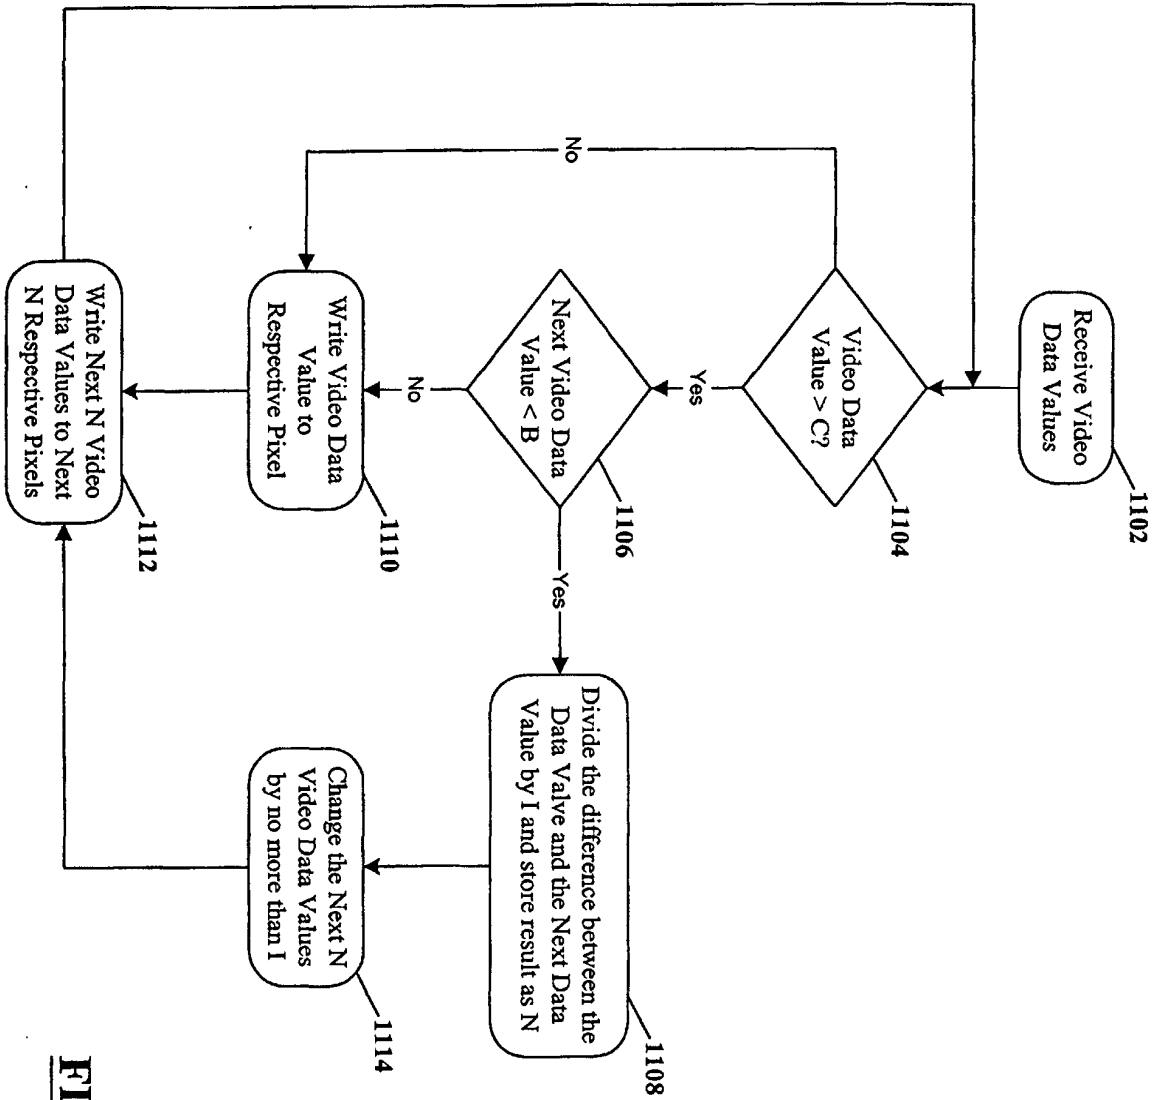 Receive Video
Data Values
1102
Video Data
Value > C?
1104
No
Yes
Next Video Data
Value < B
1106
No
Yes
Divide the difference between the
Data Valve and the Next Data
Value by I and store result as N
1108
Write Video Data
Value to
Respective Pixel
1110
Change the Next N
Video Data Values
by no more than I
1114
Write Next N Video
Data Values to Next
N Respective Pixels
1112